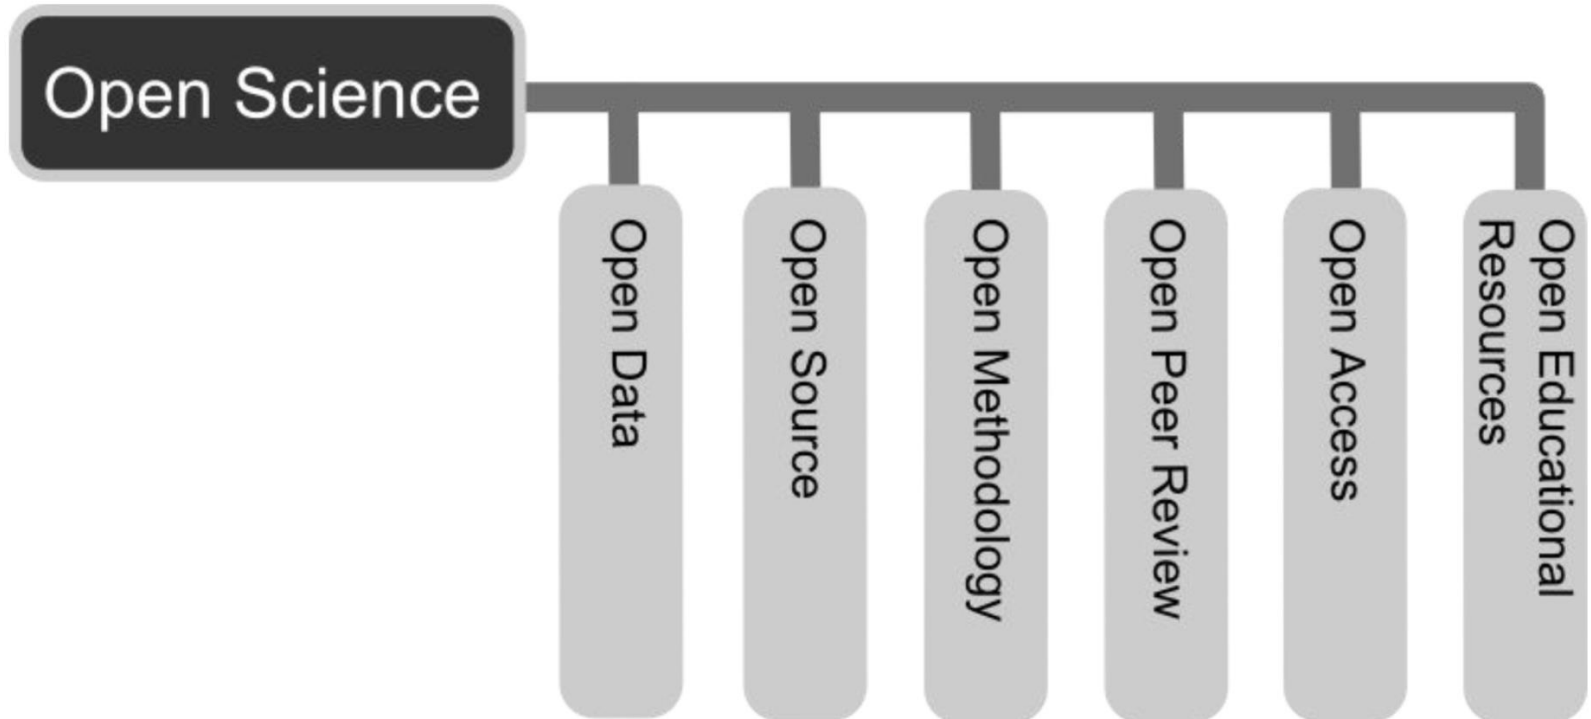 Open Science
Open Data
Open Source
Open Methodology
Open Peer Review
Open Access
Open Educational
Resources